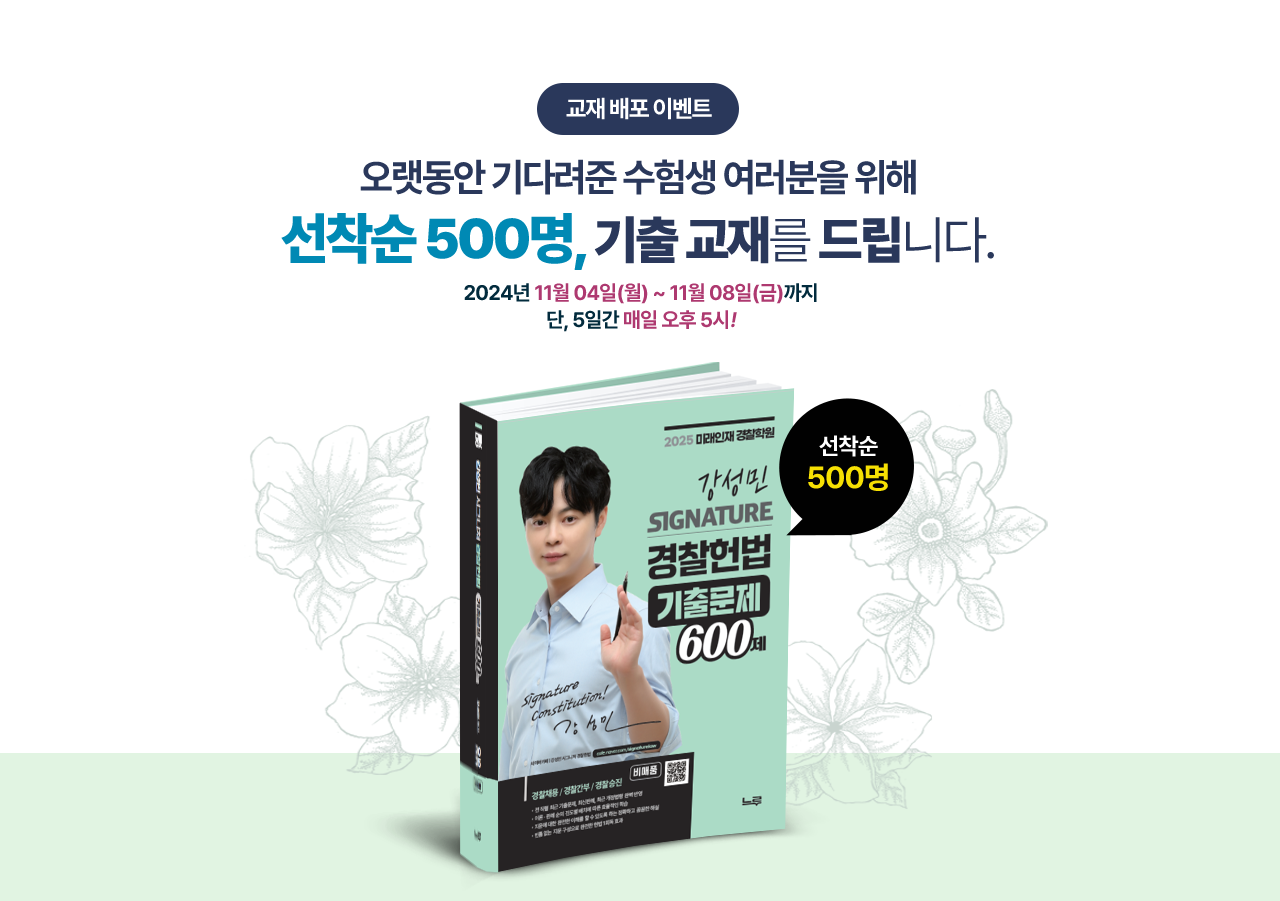 교재 배포 이벤트
오랫동안 기다려준 수험생 여러분을 위해
선착순 500명, 기출 교재를 드립니다.
2024년 11월 04일(월) ~ 11월 08일(금)까지
단, 5일간 매일 오후 5시!
선착순
500명
2025 미래인재 경찰학원
강성민
SIGNATURE
경찰헌법
기출문제
600제
Signature
Constitution!
강성민
비매품
경찰채용 / 경찰간부 / 경찰승진
느루